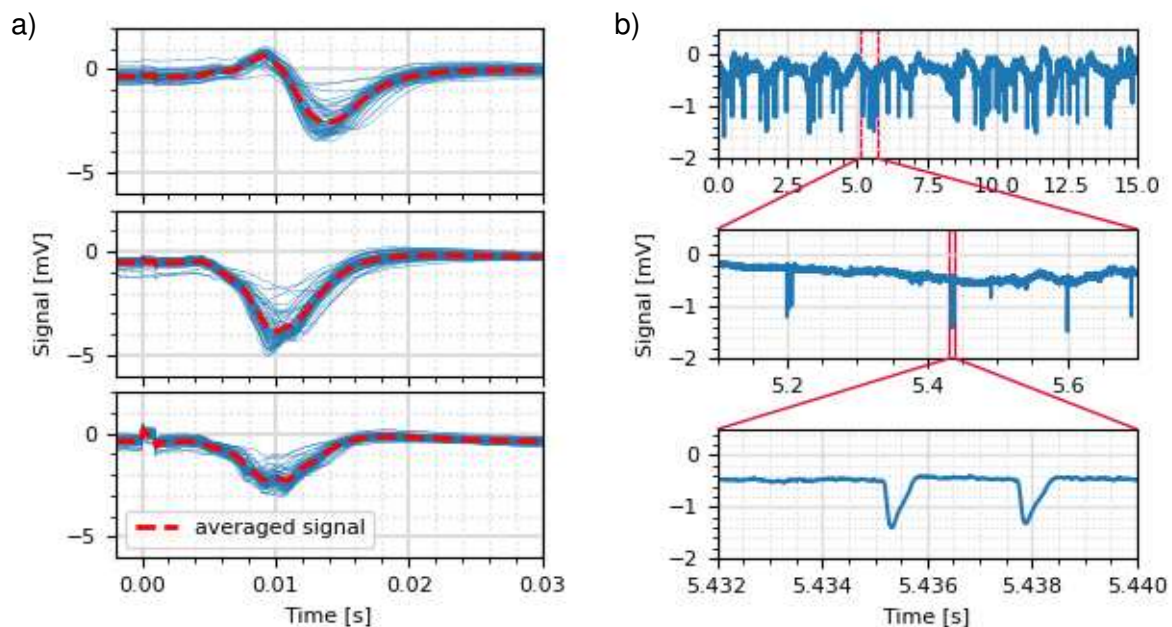 a)
0
−5
0
−5
0
−5
averaged signal
0.00 0.01 0.02 0.03
Time [s]
Signal [mV]
b)
0
−1
−2
0.0 2.5 5.0 7.5 10.0 12.5 15.0
0
−1
−2
5.2 5.4 5.6
0
−1
−2
5.432 5.434 5.436 5.438 5.440
Time [s]
Signal [mV]